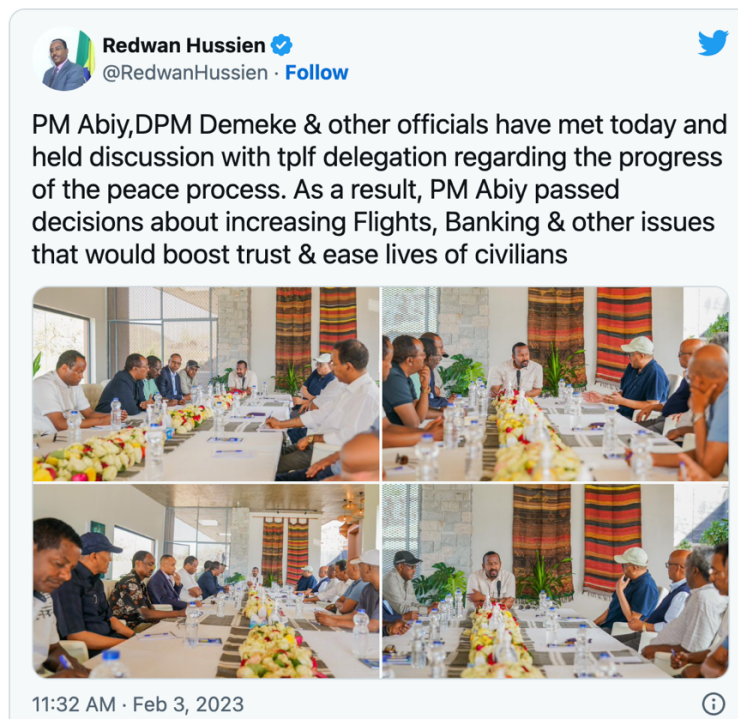 Redwan Hussien
@RedwanHussien · Follow
PM Abiy,DPM Demeke & other officials have met today and
held discussion with tplf delegation regarding the progress
of the peace process. As a result, PM Abiy passed
decisions about increasing Flights, Banking & other issues
that would boost trust & ease lives of civilians
11:32 AM · Feb 3, 2023